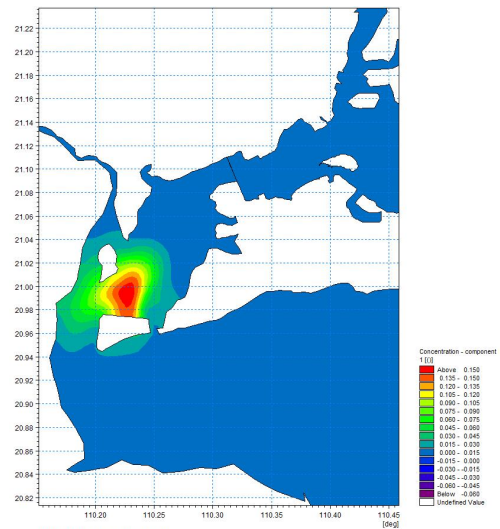 21.22
21.20
21.18
21.16
21.14
21.12
21.10
21.08
21.06
21.04
21.02
21.00
20.98
20.96
20.94
20.92
20.90
20.88
20.86
20.84
20.82
110.20 110.25 110.30 110.35 110.40 110.45
[deg]
Concentration - component
1 [()]
Above 0.150
0.135 - 0.150
0.120 - 0.135
0.105 - 0.120
0.090 - 0.105
0.075 - 0.090
0.060 - 0.075
0.045 - 0.060
0.030 - 0.045
0.015 - 0.030
0.000 - 0.015
-0.015 - 0.000
-0.030 - -0.015
-0.045 - -0.030
-0.060 - -0.045
Below -0.060
Undefined Value